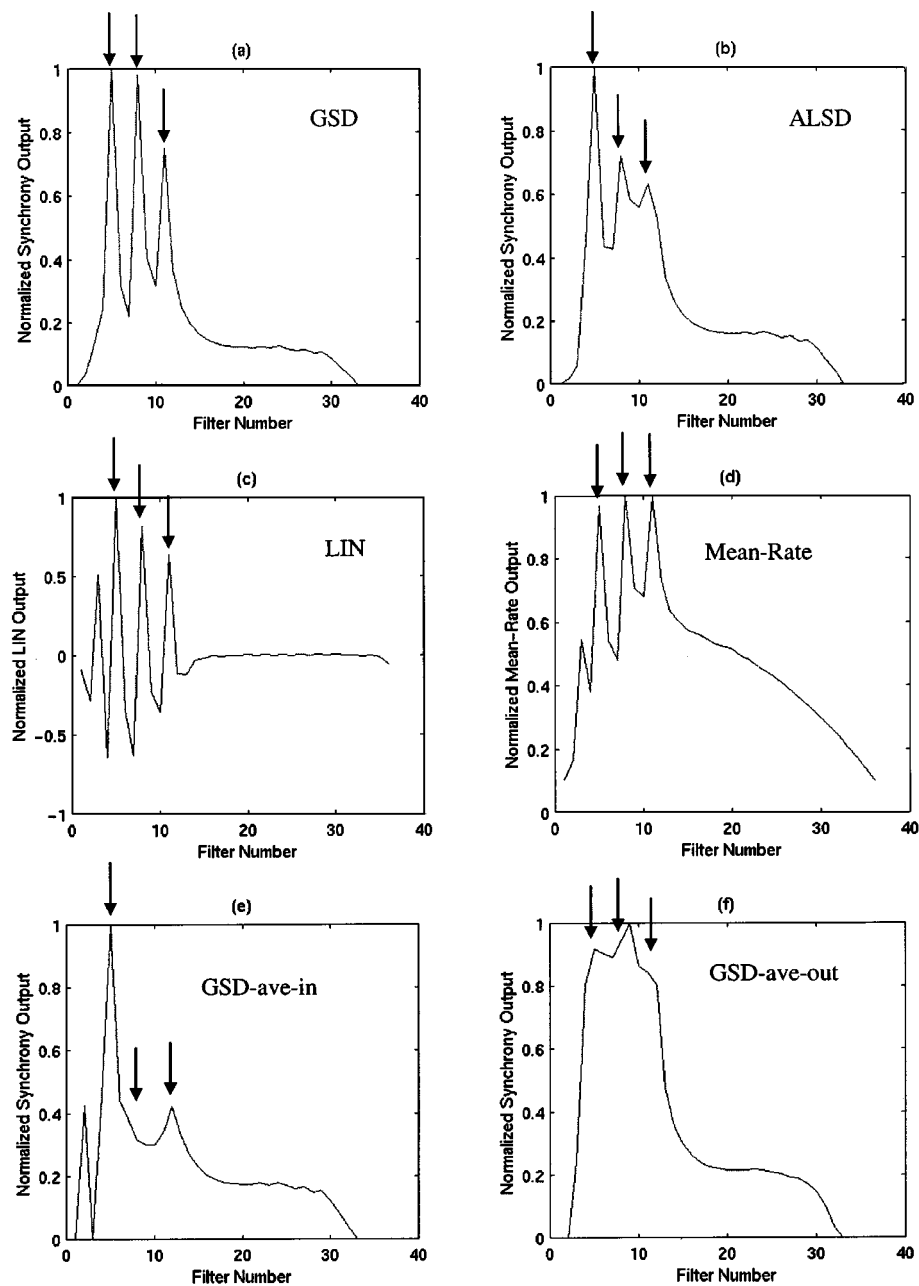 (a)
GSD
Normalized Synchrony Output
1
0.8
0.6
0.4
0.2
0
0 10 20 30 40
Filter Number
(b)
ALSD
Normalized Synchrony Output
1
0.8
0.6
0.4
0.2
0
0 10 20 30 40
Filter Number
(c)
LIN
Normalized LIN Output
1
0.5
0
−0.5
−1
0 10 20 30 40
Filter Number
(d)
Mean-Rate
Normalized Mean−Rate Output
1
0.8
0.6
0.4
0.2
0
0 10 20 30 40
Filter Number
(e)
GSD-ave-in
Normalized Synchrony Output
1
0.8
0.6
0.4
0.2
0
0 10 20 30 40
Filter Number
(f)
GSD-ave-out
Normalized Synchrony Output
1
0.8
0.6
0.4
0.2
0
0 10 20 30 40
Filter Number